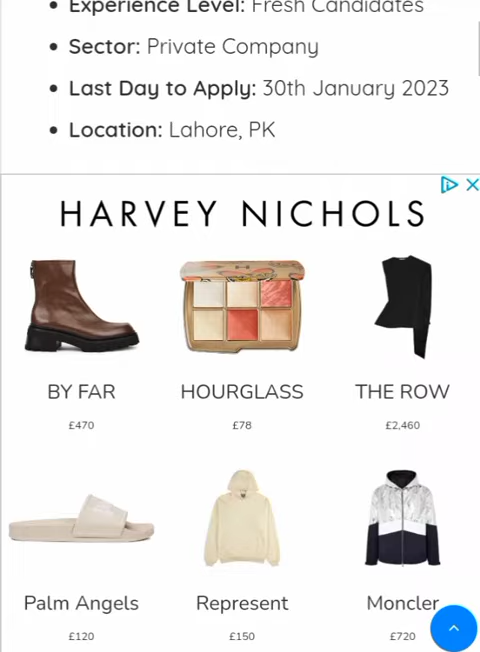 Experience Level: Fresh Candidates
Sector: Private Company
Last Day to Apply: 30th January 2023
Location: Lahore, PK
HARVEY NICHOLS
BY FAR
HOURGLASS
THE ROW
£470
£78
£2,460
Palm Angels
Represent
Moncler
£120
£150
£720